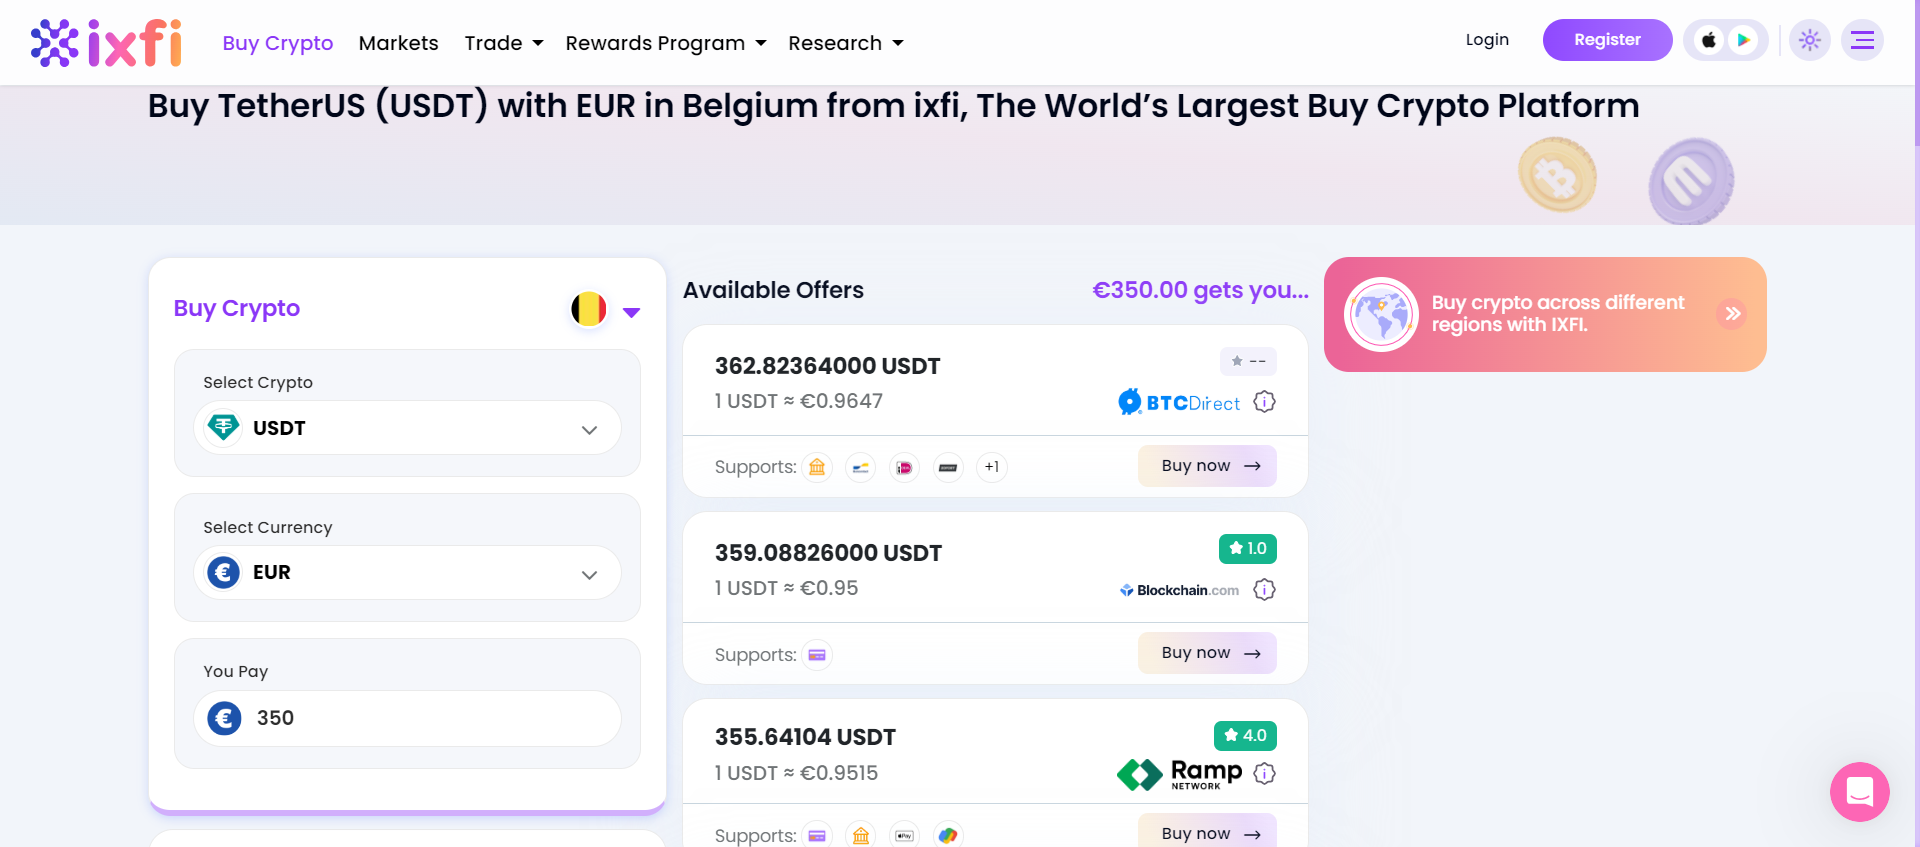 ixfi
Buy Crypto
Markets
Trade
Rewards Program
Research
Login
Register
Buy TetherUS (USDT) with EUR in Belgium from ixfi, The World’s Largest Buy Crypto Platform
Buy Crypto
Select Crypto
USDT
Select Currency
EUR
You Pay
350
Available Offers
€350.00 gets you...
362.82364000 USDT
--
1 USDT ≈ €0.9647
BTCDirect
Supports:
+1
Buy now
359.08826000 USDT
1.0
1 USDT ≈ €0.95
Blockchain.com
Supports:
Buy now
355.64104 USDT
4.0
1 USDT ≈ €0.9515
Ramp
NETWORK
Supports:
Pay
Buy now
Buy crypto across different
regions with IXFI.